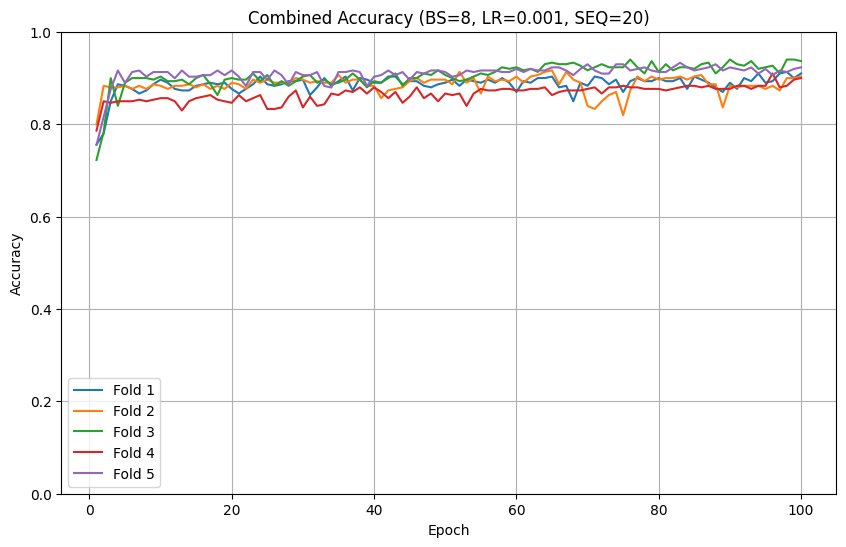 Combined Accuracy (BS=8, LR=0.001, SEQ=20)
1.0
0.8
0.6
0.4
0.2
0.0
Accuracy
Fold 1
Fold 2
Fold 3
Fold 4
Fold 5
0 20 40 60 80 100
Epoch